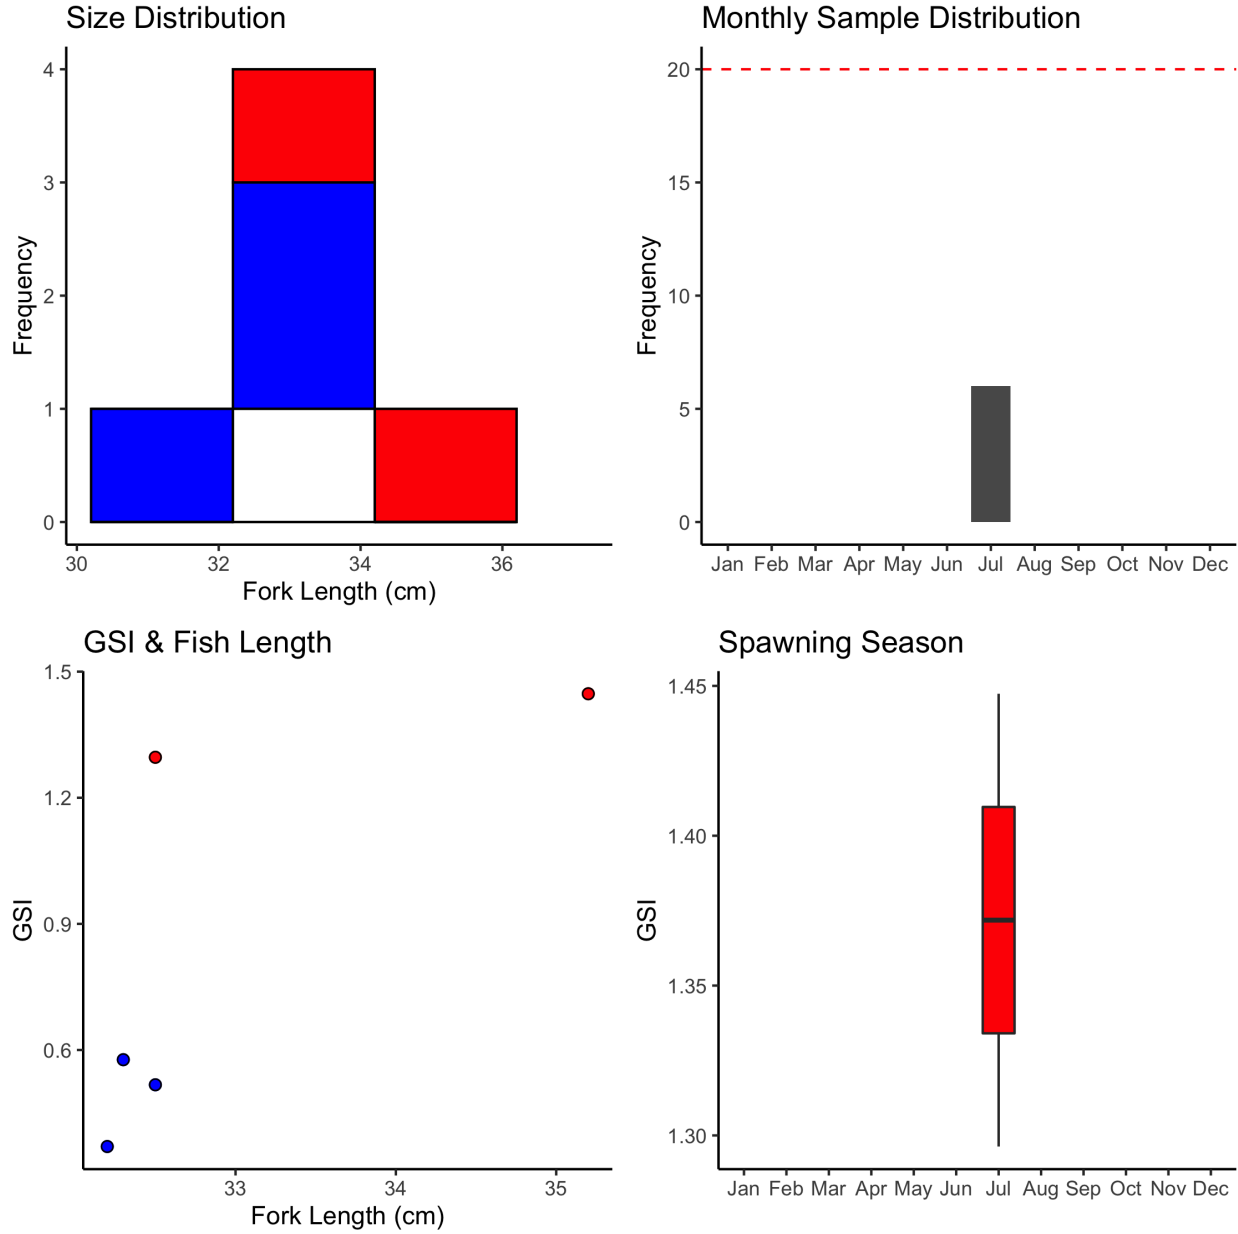 Size Distribution
4
3
2
1
0
Frequency
30 32 34 36
Fork Length (cm)
Monthly Sample Distribution
20
15
10
5
0
Frequency
Jan Feb Mar Apr May Jun Jul Aug Sep Oct Nov Dec
GSI & Fish Length
1.5
1.2
0.9
0.6
GSI
33 34 35
Fork Length (cm)
Spawning Season
1.45
1.40
1.35
1.30
GSI
Jan Feb Mar Apr May Jun Jul Aug Sep Oct Nov Dec